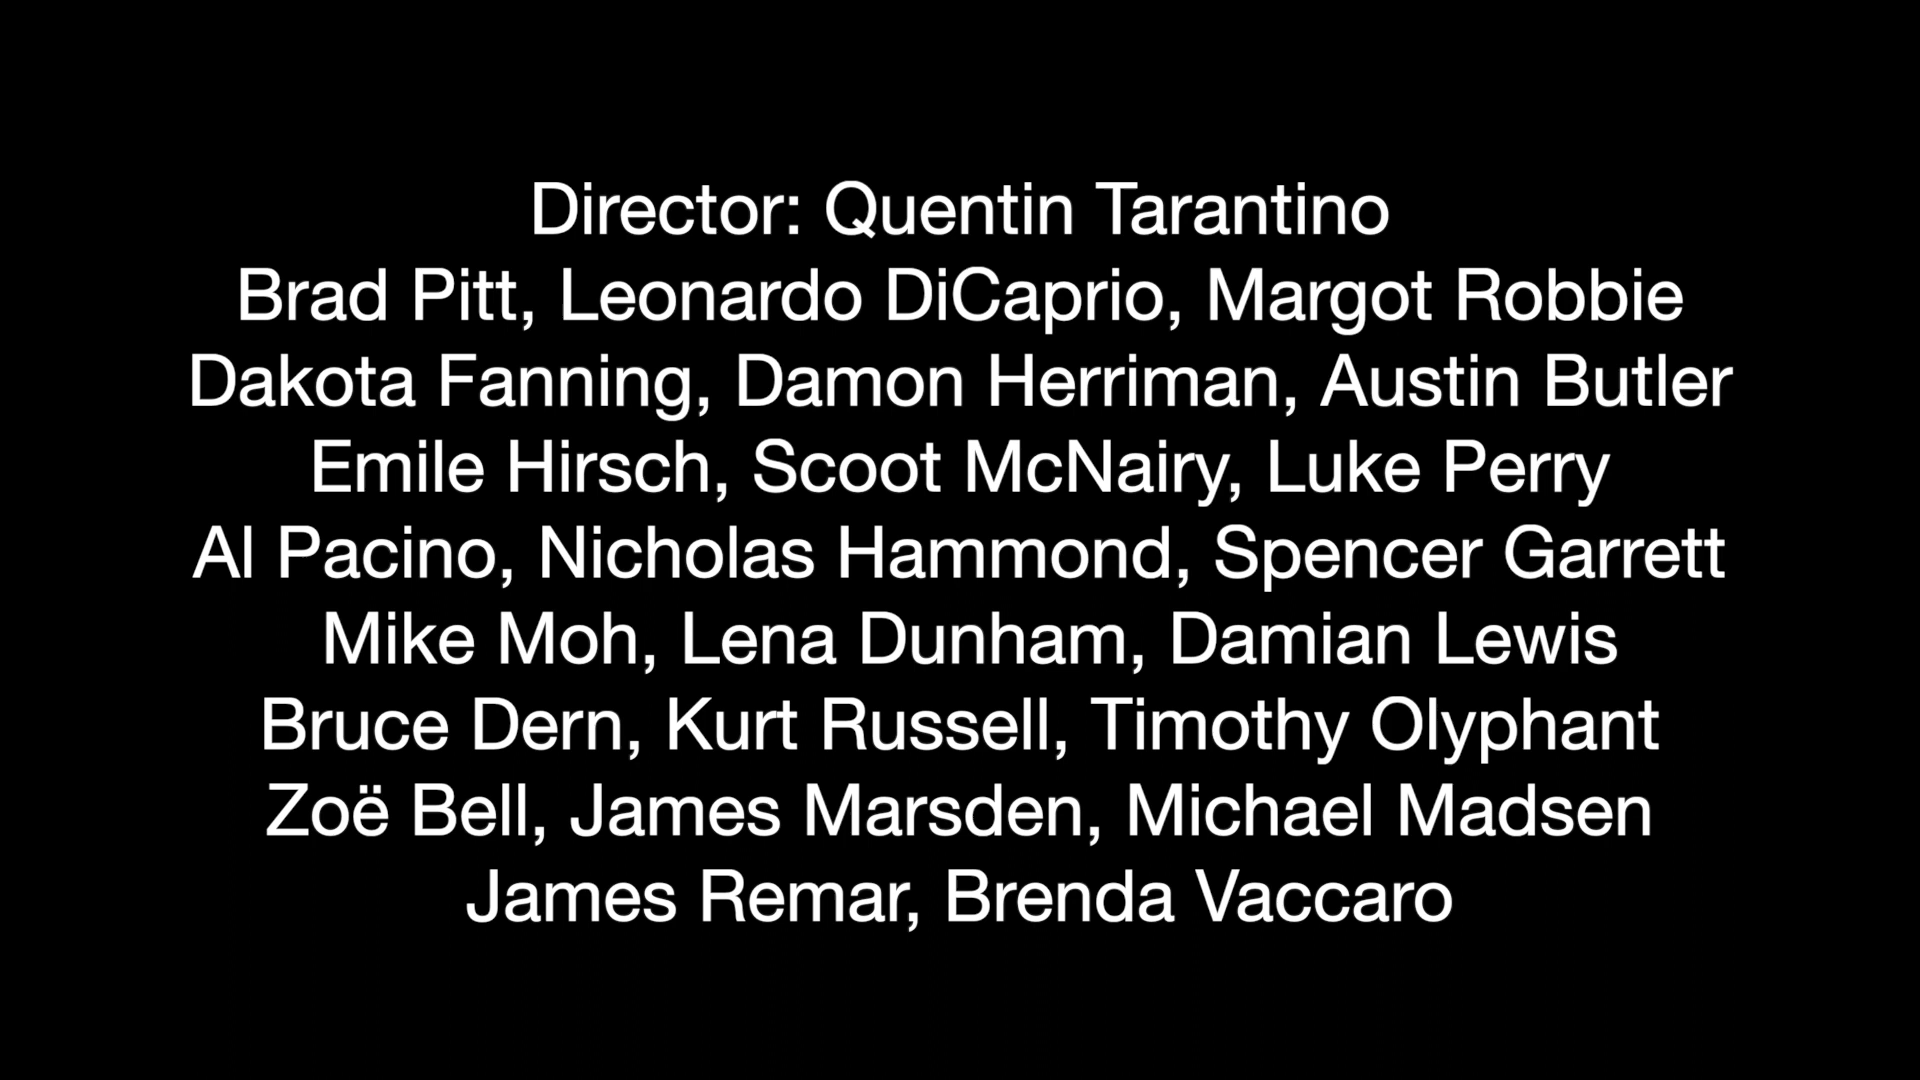 Director: Quentin Tarantino
Brad Pitt, Leonardo DiCaprio, Margot Robbie
Dakota Fanning, Damon Herriman, Austin Butler
Emile Hirsch, Scoot McNairy, Luke Perry
Al Pacino, Nicholas Hammond, Spencer Garrett
Mike Moh, Lena Dunham, Damian Lewis
Bruce Dern, Kurt Russell, Timothy Olyphant
Zoë Bell, James Marsden, Michael Madsen
James Remar, Brenda Vaccaro